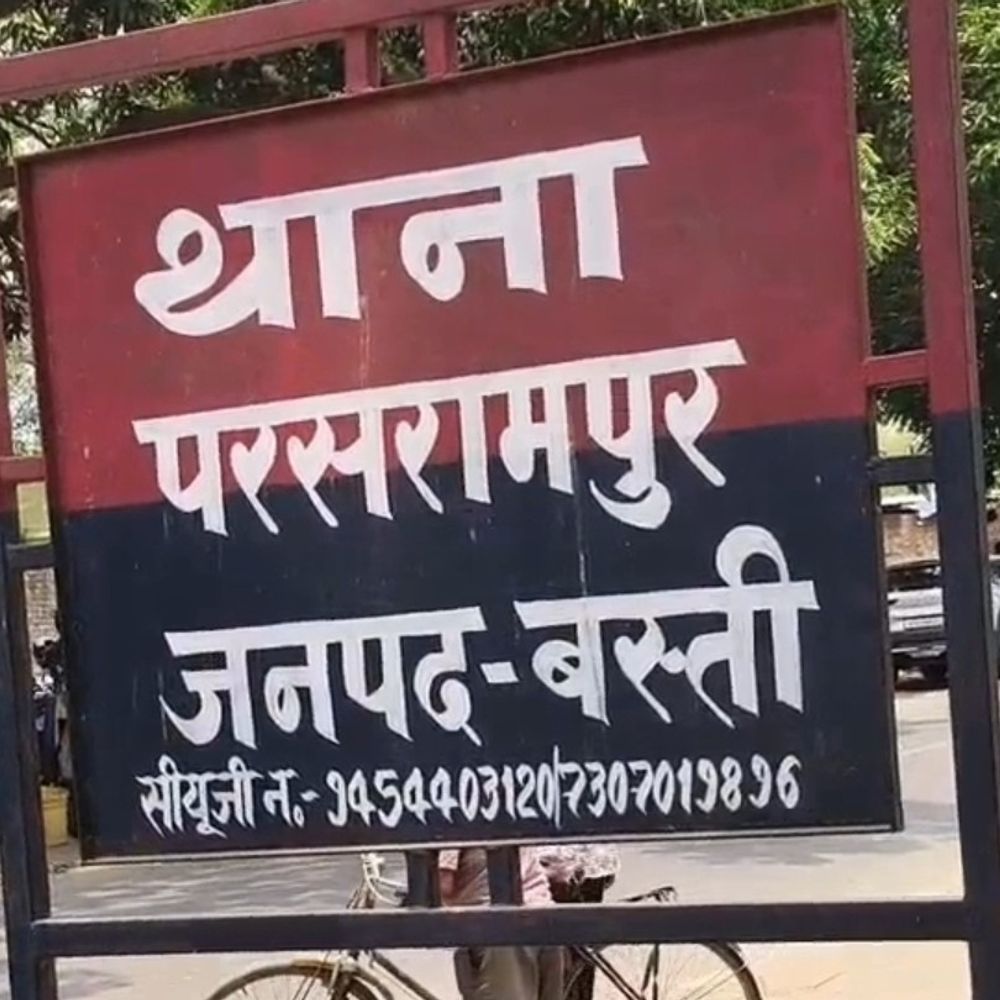 थाना
परसरामपुर
जनपद-बस्ती
सीयूजी न.-9454403120/7307019896